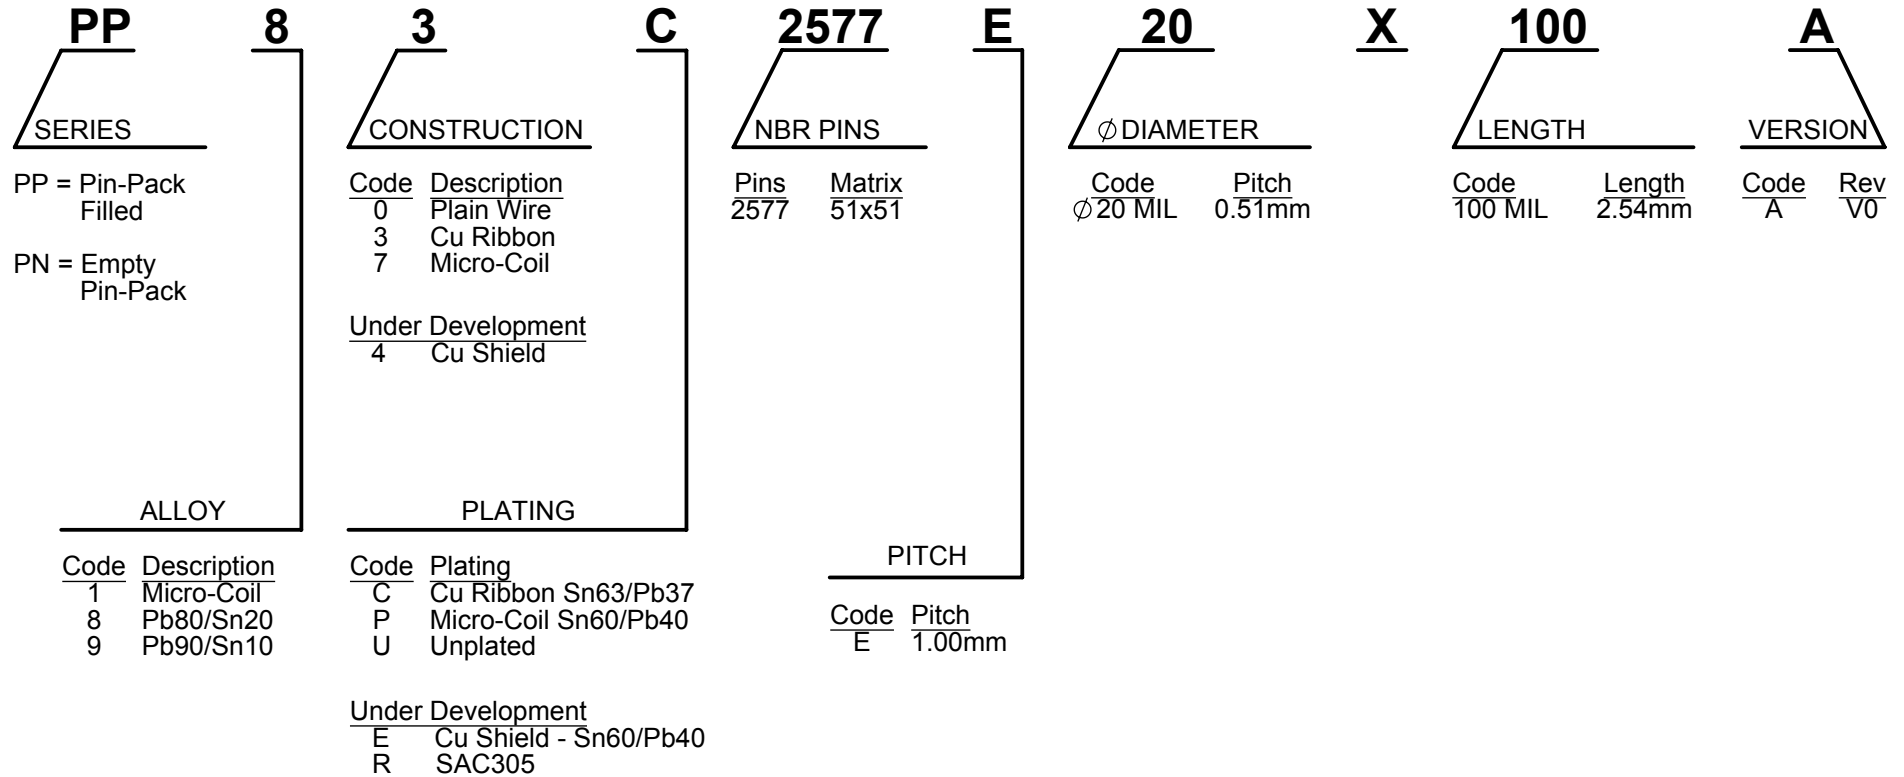 PP 8 3 C 2577 E 20 X 100 A
SERIES
PP = Pin-Pack
Filled
PN = Empty
Pin-Pack
CONSTRUCTION
Code Description
0 Plain Wire
3 Cu Ribbon
7 Micro-Coil
Under Development
4 Cu Shield
NBR PINS
Pins Matrix
2577 51x51
∅ DIAMETER
Code Pitch
∅ 20 MIL 0.51mm
LENGTH
Code Length
100 MIL 2.54mm
VERSION
Code Rev
A V0
ALLOY
Code Description
1 Micro-Coil
8 Pb80/Sn20
9 Pb90/Sn10
PLATING
Code Plating
C Cu Ribbon Sn63/Pb37
P Micro-Coil Sn60/Pb40
U Unplated
Under Development
E Cu Shield - Sn60/Pb40
R SAC305
PITCH
Code Pitch
E 1.00mm